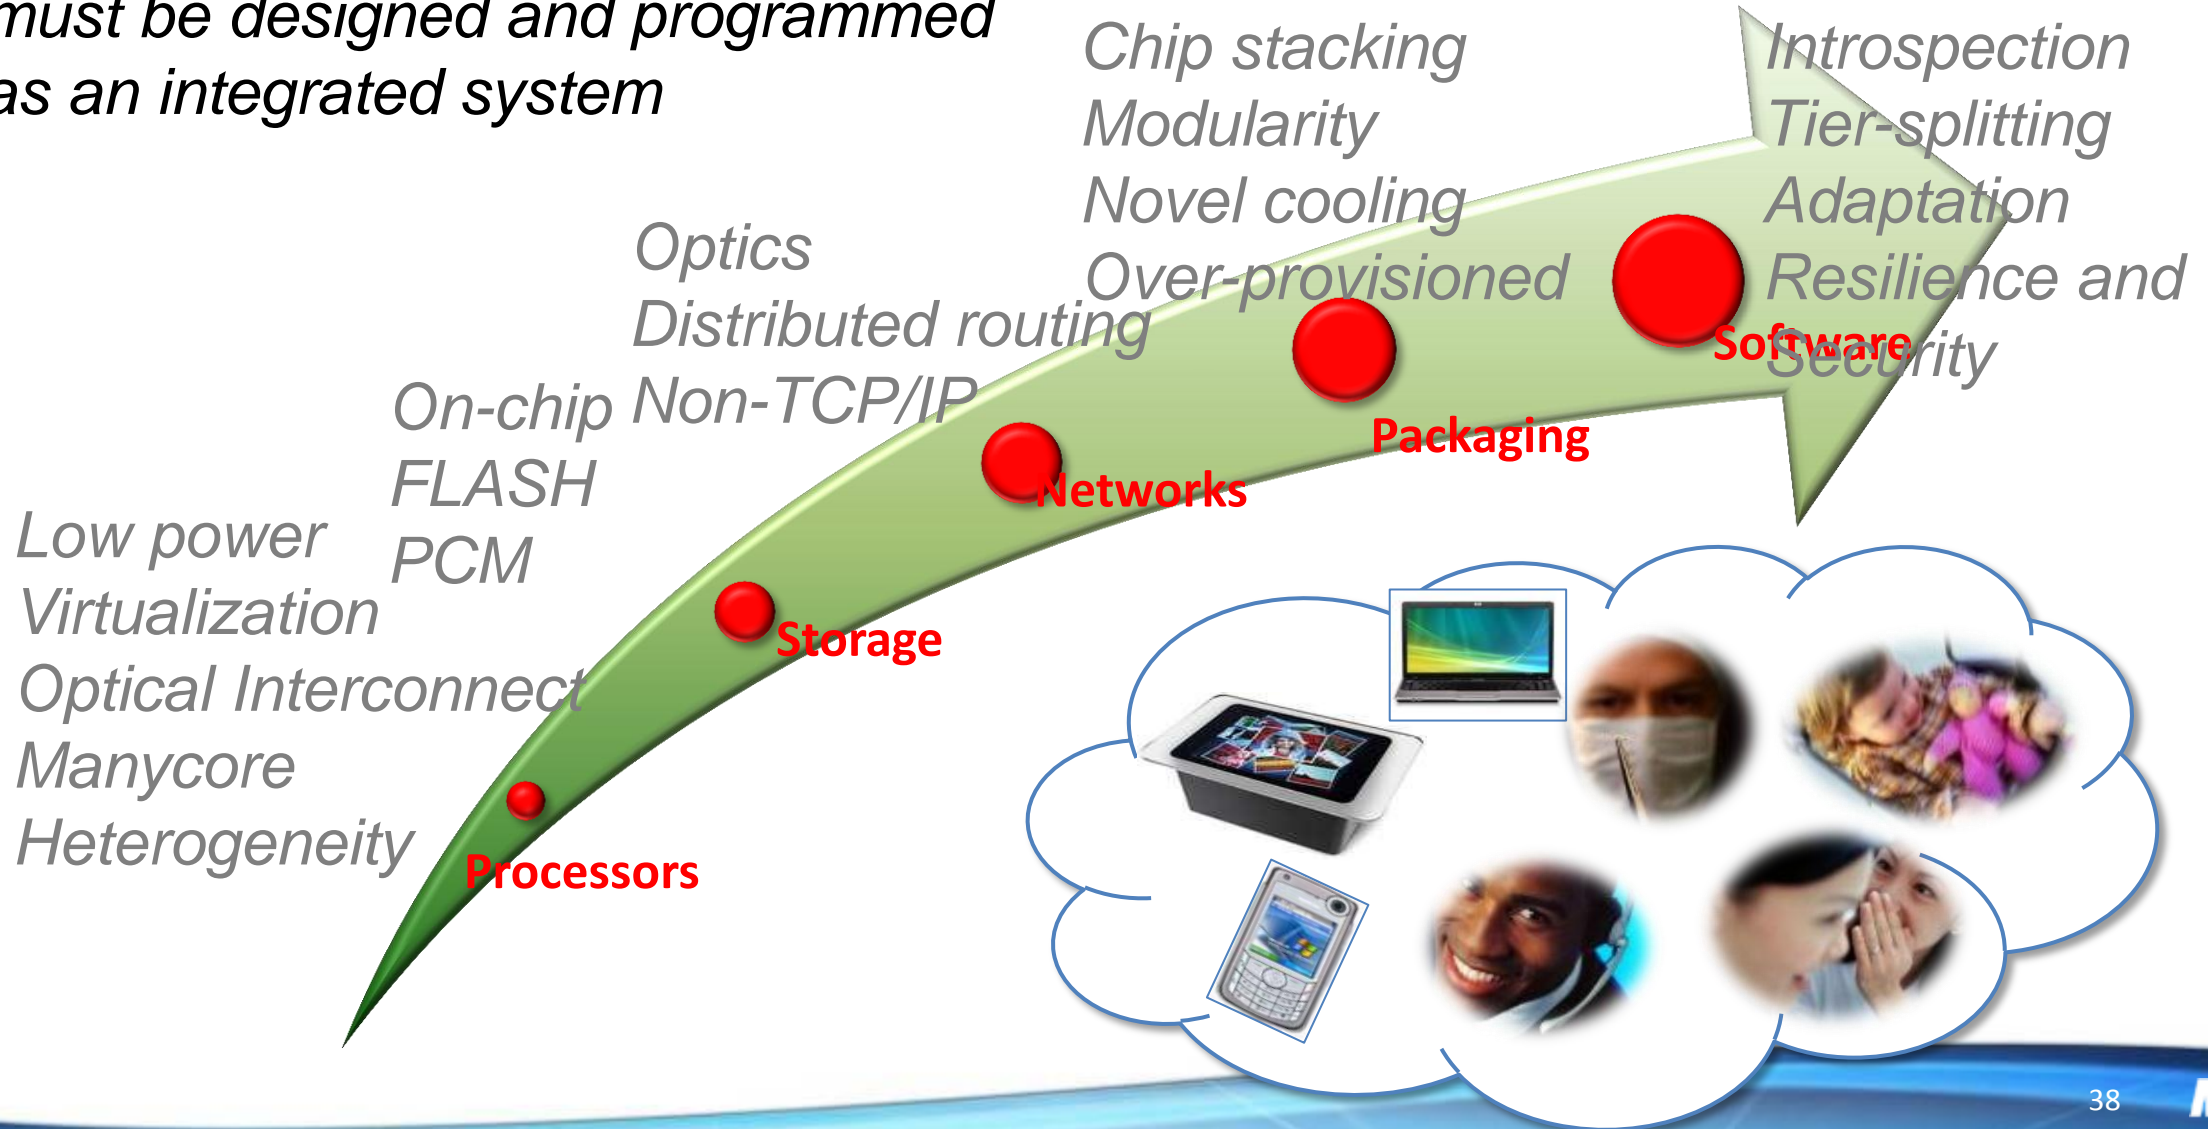 must be designed and programmed
as an integrated system
Chip stacking
Modularity
Novel cooling
Over-provisioned
Introspection
Tier-splitting
Adaptation
Resilience and
Security
Optics
Distributed routing
Non-TCP/IP
On-chip
FLASH
PCM
Low power
Virtualization
Optical Interconnect
Manycore
Heterogeneity
Software
Packaging
Networks
Storage
Processors
38